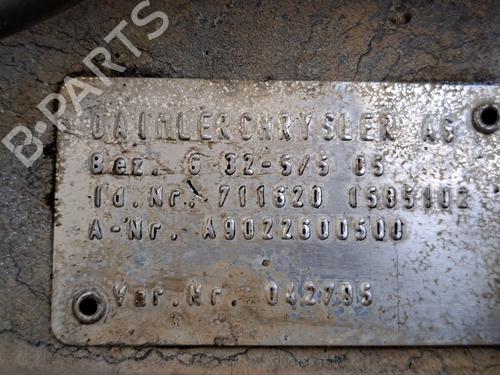 B-PARTS
DAIMLERCHRYSLER AG
Bez. G 32-5/5 05
Id.Nr. 711620 1585102
A-Nr. A9022600500
Var.Nr. 042795